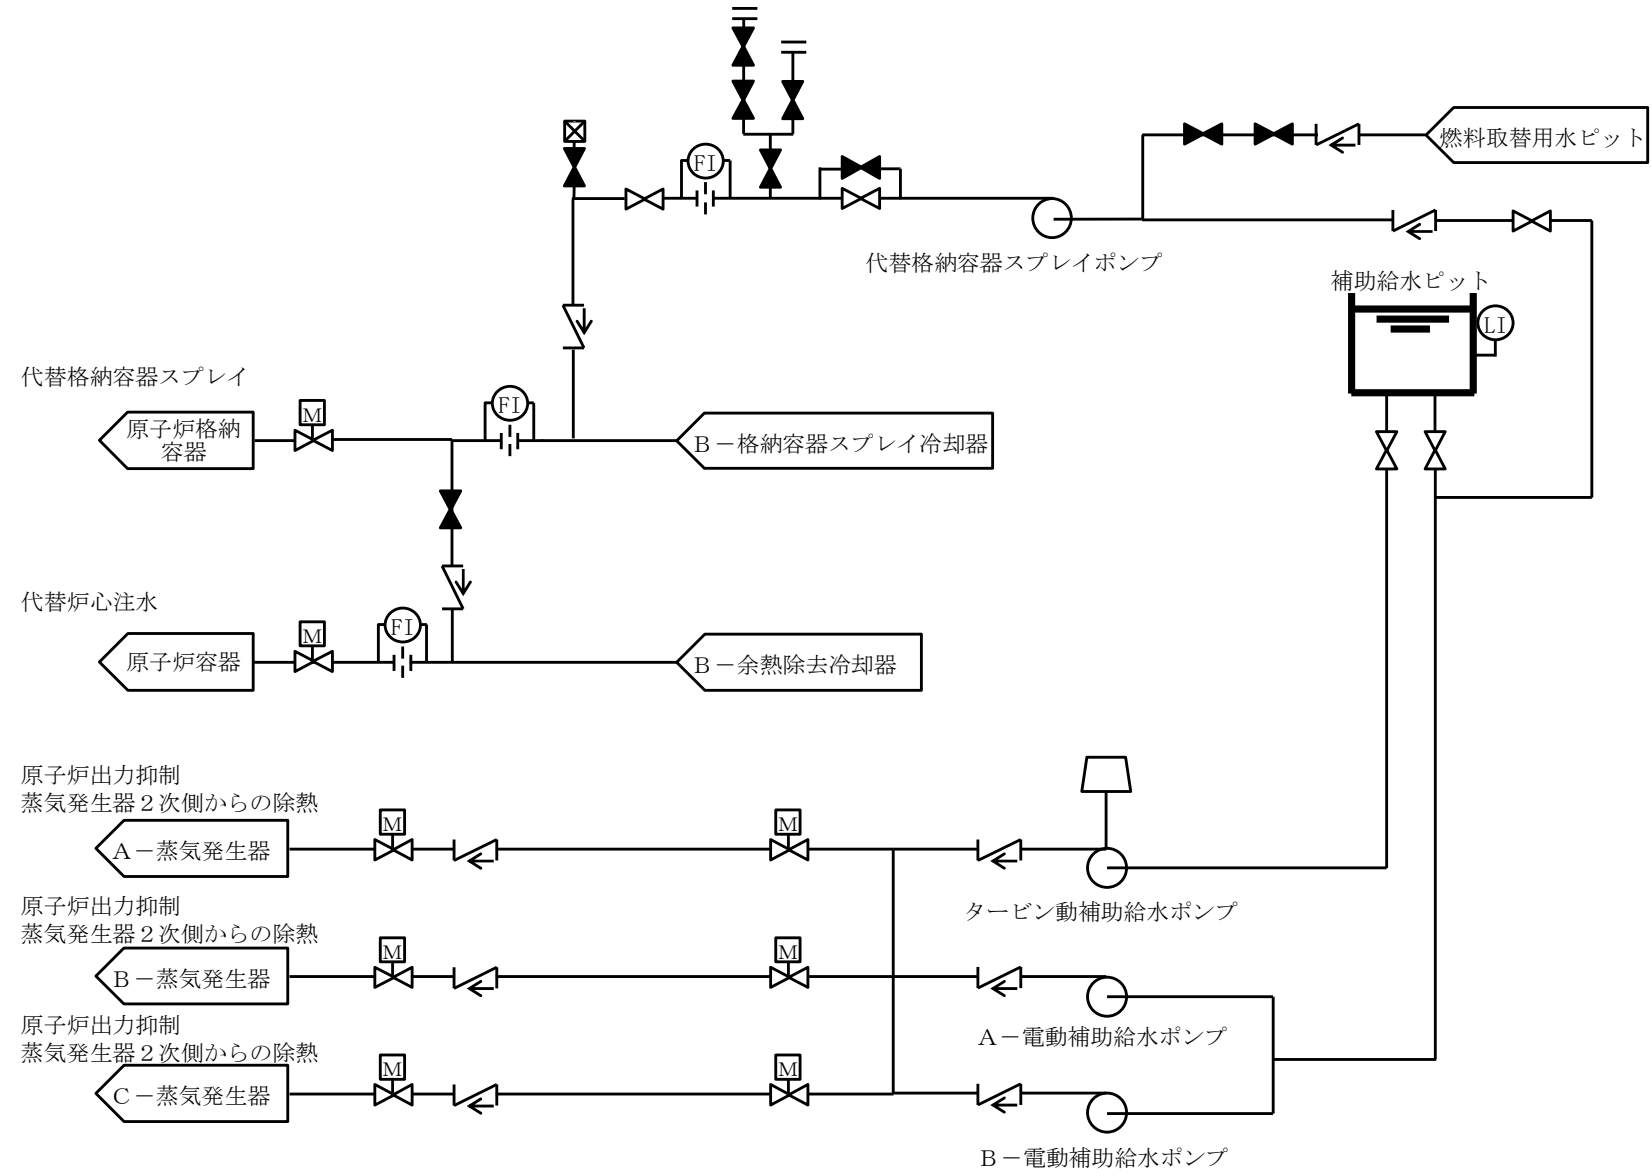 FI
燃料取替用水ピット
代替格納容器スプレイポンプ
補助給水ピット
LI
代替格納容器スプレイ
M
FI
原子炉格納
容器
B－格納容器スプレイ冷却器
代替炉心注水
M
FI
原子炉容器
B－余熱除去冷却器
原子炉出力抑制
蒸気発生器２次側からの除熱
M
M
A－蒸気発生器
タービン動補助給水ポンプ
原子炉出力抑制
蒸気発生器２次側からの除熱
M
M
B－蒸気発生器
A－電動補助給水ポンプ
原子炉出力抑制
蒸気発生器２次側からの除熱
M
M
C－蒸気発生器
B－電動補助給水ポンプ